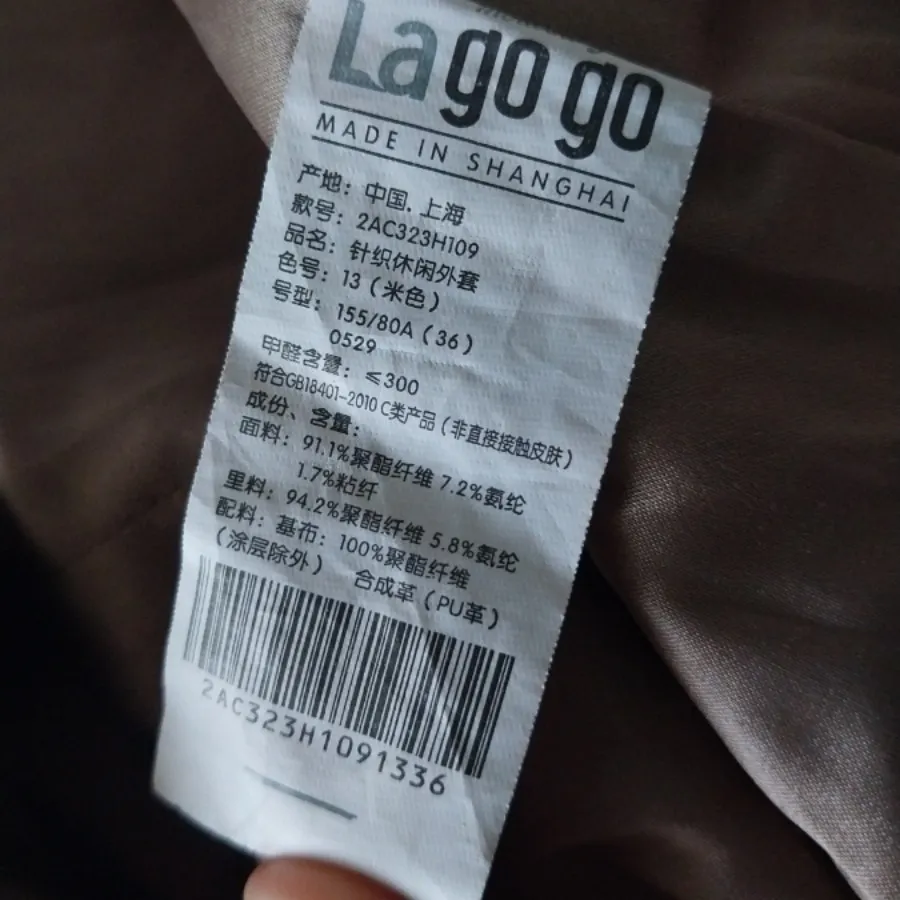 La go go
MADE IN SHANGHAI
产地：中国.上海
款号：2AC323H109
品名：针织休闲外套
色号：13（米色）
号型：155/80A（36）
0529
甲醛含量：≤300
符合GB18401-2010 C类产品（非直接接触皮肤）
成份、含量：
面料：91.1%聚酯纤维 7.2%氨纶
1.7%粘纤
里料：94.2%聚酯纤维 5.8%氨纶
配料：基布：100%聚酯纤维
（涂层除外） 合成革（PU革）
2AC323H1091336